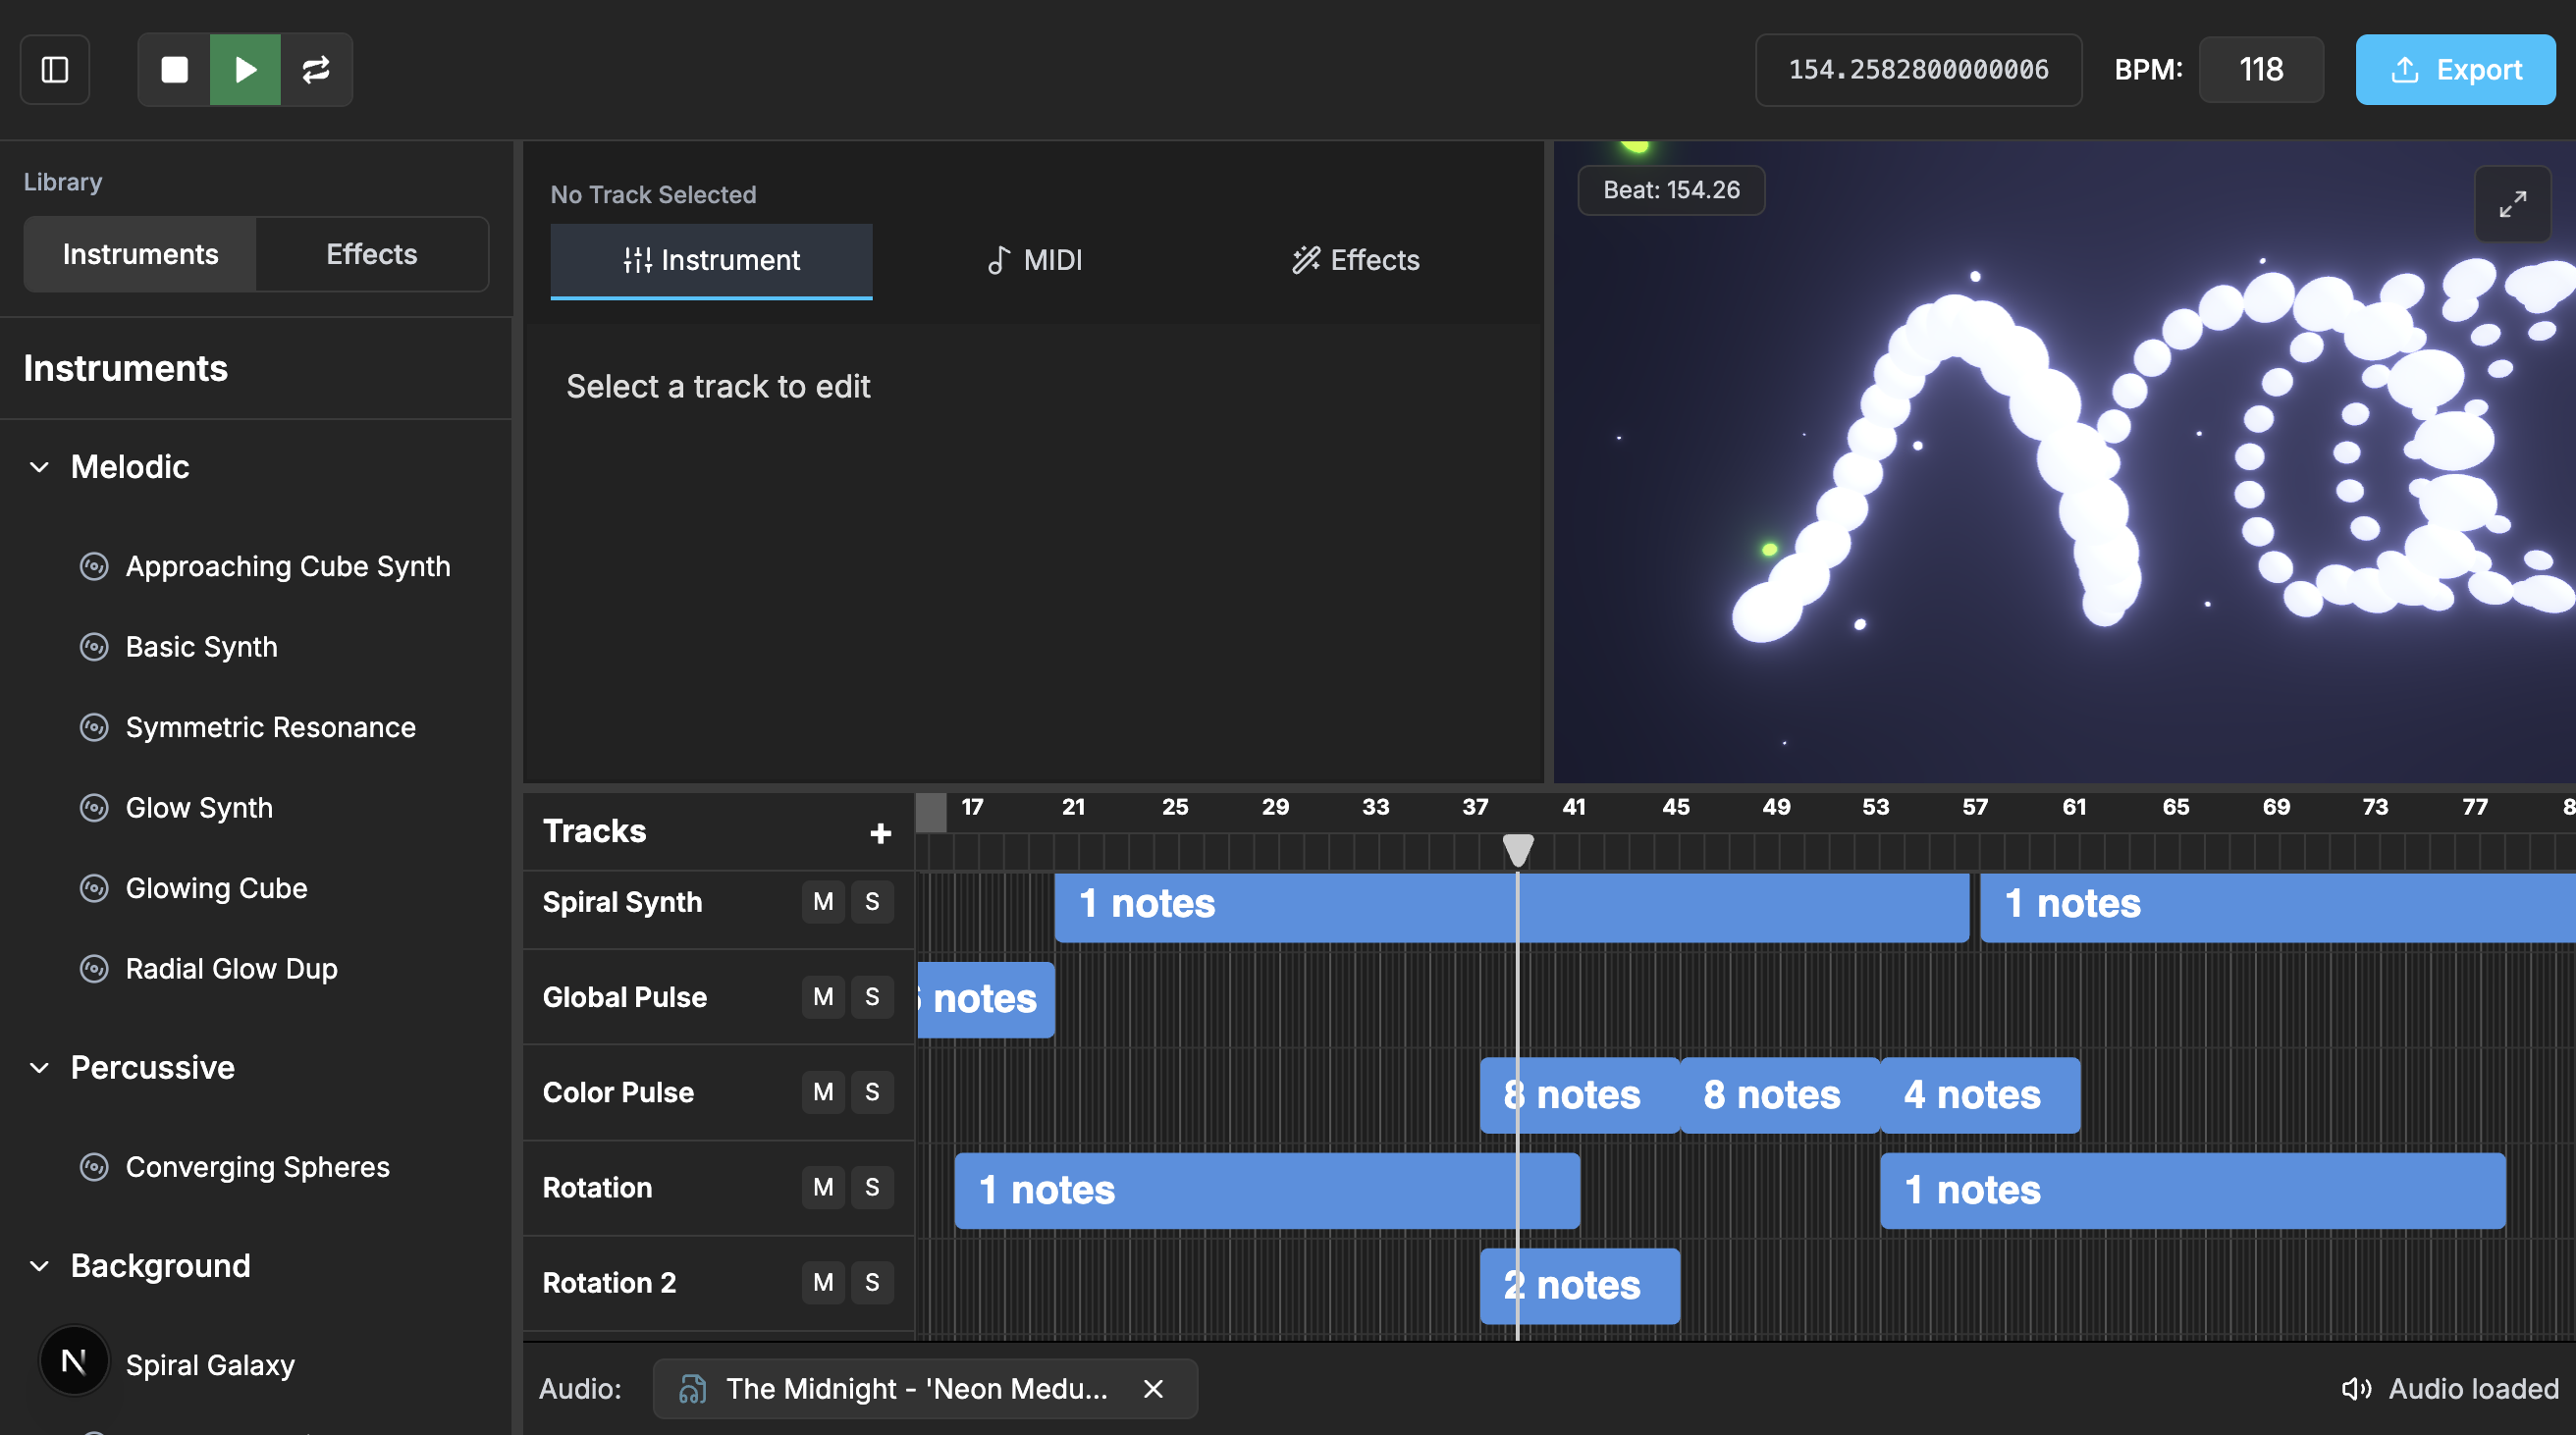 154.2582800000006 BPM: 118 Export
Library
Instruments Effects
Instruments
Melodic
Approaching Cube Synth
Basic Synth
Symmetric Resonance
Glow Synth
Glowing Cube
Radial Glow Dup
Percussive
Converging Spheres
Background
N Spiral Galaxy
No Track Selected
Instrument MIDI Effects
Select a track to edit
Beat: 154.26
Tracks +
17 21 25 29 33 37 41 45 49 53 57 61 65 69 73 77
Spiral Synth M S 1 notes 1 notes
Global Pulse M S notes
Color Pulse M S 8 notes 8 notes 4 notes
Rotation M S 1 notes 1 notes
Rotation 2 M S 2 notes
Audio: The Midnight - 'Neon Medu... Audio loaded